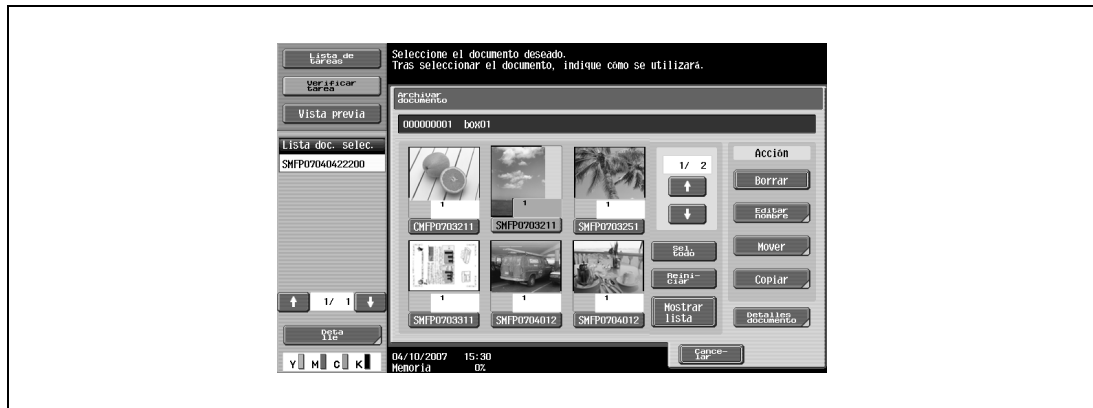 Lista de
tareas
Verificar
tarea
Vista previa
Lista doc. selec.
SMFP07040422200
1/ 1
Deta
lle
Y M C K
Seleccione el documento deseado.
Tras seleccionar el documento, indique cómo se utilizará.
Archivar
documento
000000001 box01
1
CMFP0703211
1
SMFP0703211
1
SMFP0703251
1
SMFP0703311
1
SMFP0704012
1
SMFP0704012
1/ 2
Sel.
todo
Reini-
ciar
Mostrar
lista
Acción
Borrar
Editar
nombre
Mover
Copiar
Detalles
documento
04/10/2007 15:30
Memoria 0%
Cance-
lar